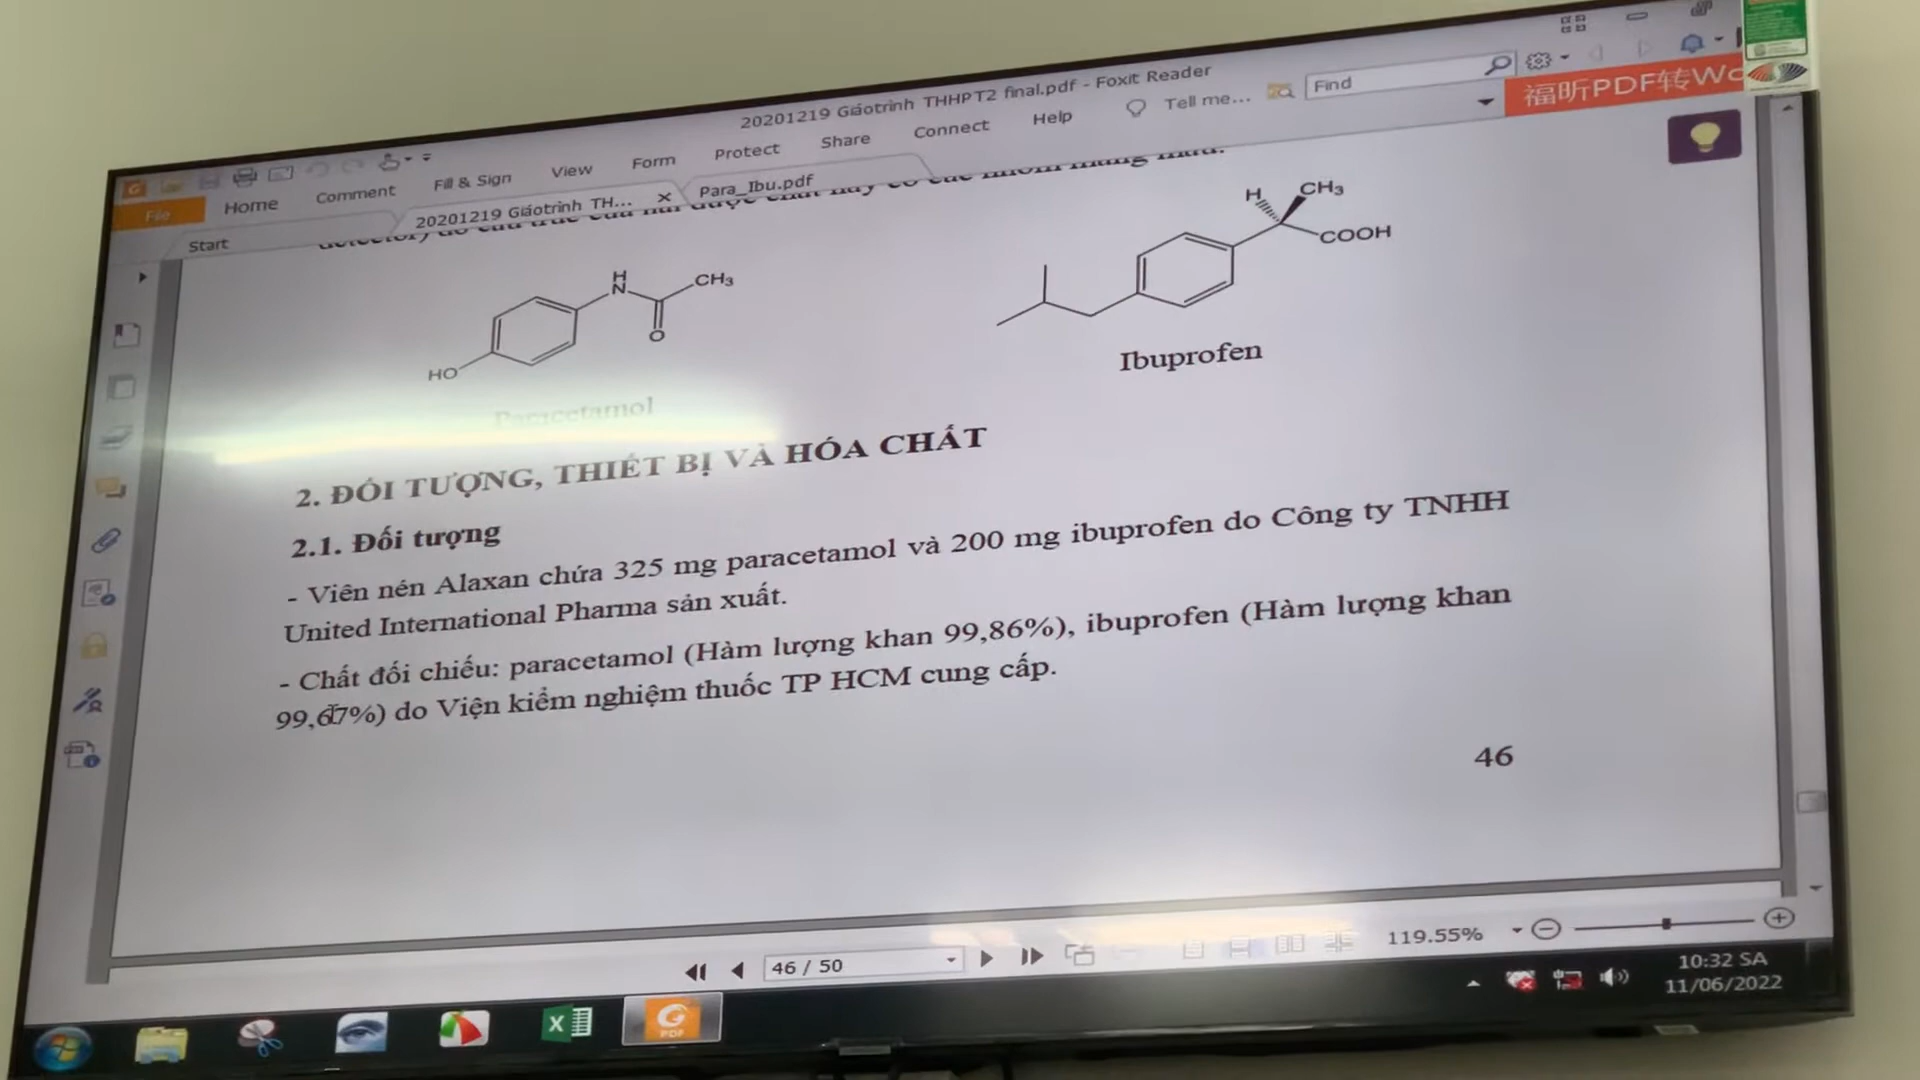 20201219 Giáotrình THHPT2 final.pdf - Foxit Reader
File
Home
Comment
Fill & Sign
View
Form
Protect
Share
Connect
Help
Tell me...
Find
福昕PDF转Wo
Start
20201219 Giáotrình TH...
Para_Ibu.pdf
H
N
CH3
O
HO
Paracetamol
H
CH3
COOH
Ibuprofen
2. ĐỐI TƯỢNG, THIẾT BỊ VÀ HÓA CHẤT
2.1. Đối tượng
- Viên nén Alaxan chứa 325 mg paracetamol và 200 mg ibuprofen do Công ty TNHH
United International Pharma sản xuất.
- Chất đối chiếu: paracetamol (Hàm lượng khan 99,86%), ibuprofen (Hàm lượng khan
99,67%) do Viện kiểm nghiệm thuốc TP HCM cung cấp.
46
46 / 50
119.55%
10:32 SA
11/06/2022
PDF